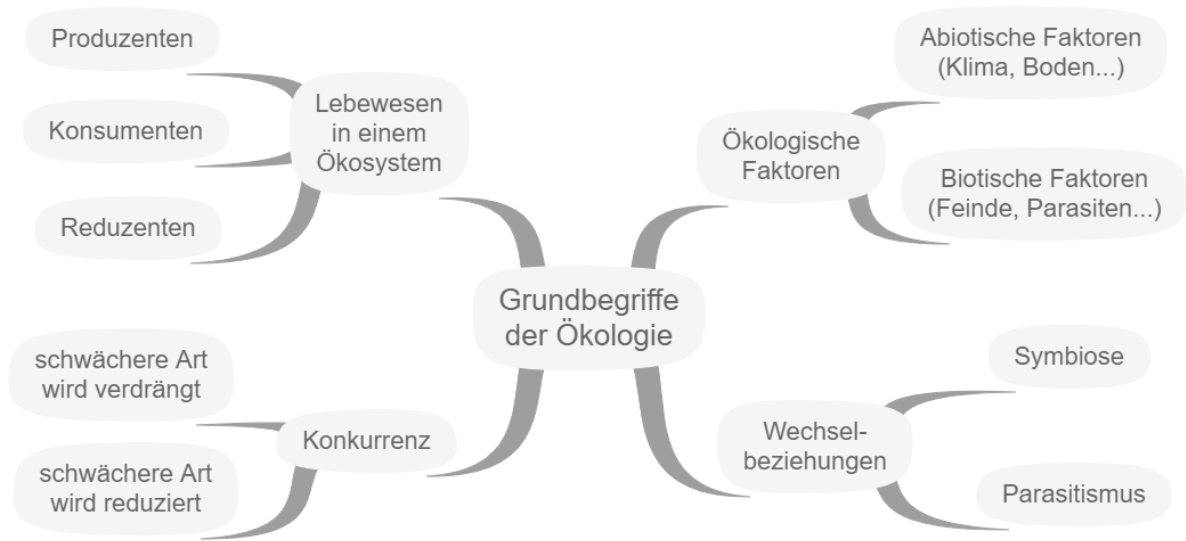 Grundbegriffe
der Ökologie
Lebewesen
in einem
Ökosystem
Produzenten
Konsumenten
Reduzenten
Ökologische
Faktoren
Abiotische Faktoren
(Klima, Boden...)
Biotische Faktoren
(Feinde, Parasiten...)
Konkurrenz
schwächere Art
wird verdrängt
schwächere Art
wird reduziert
Wechsel-
beziehungen
Symbiose
Parasitismus